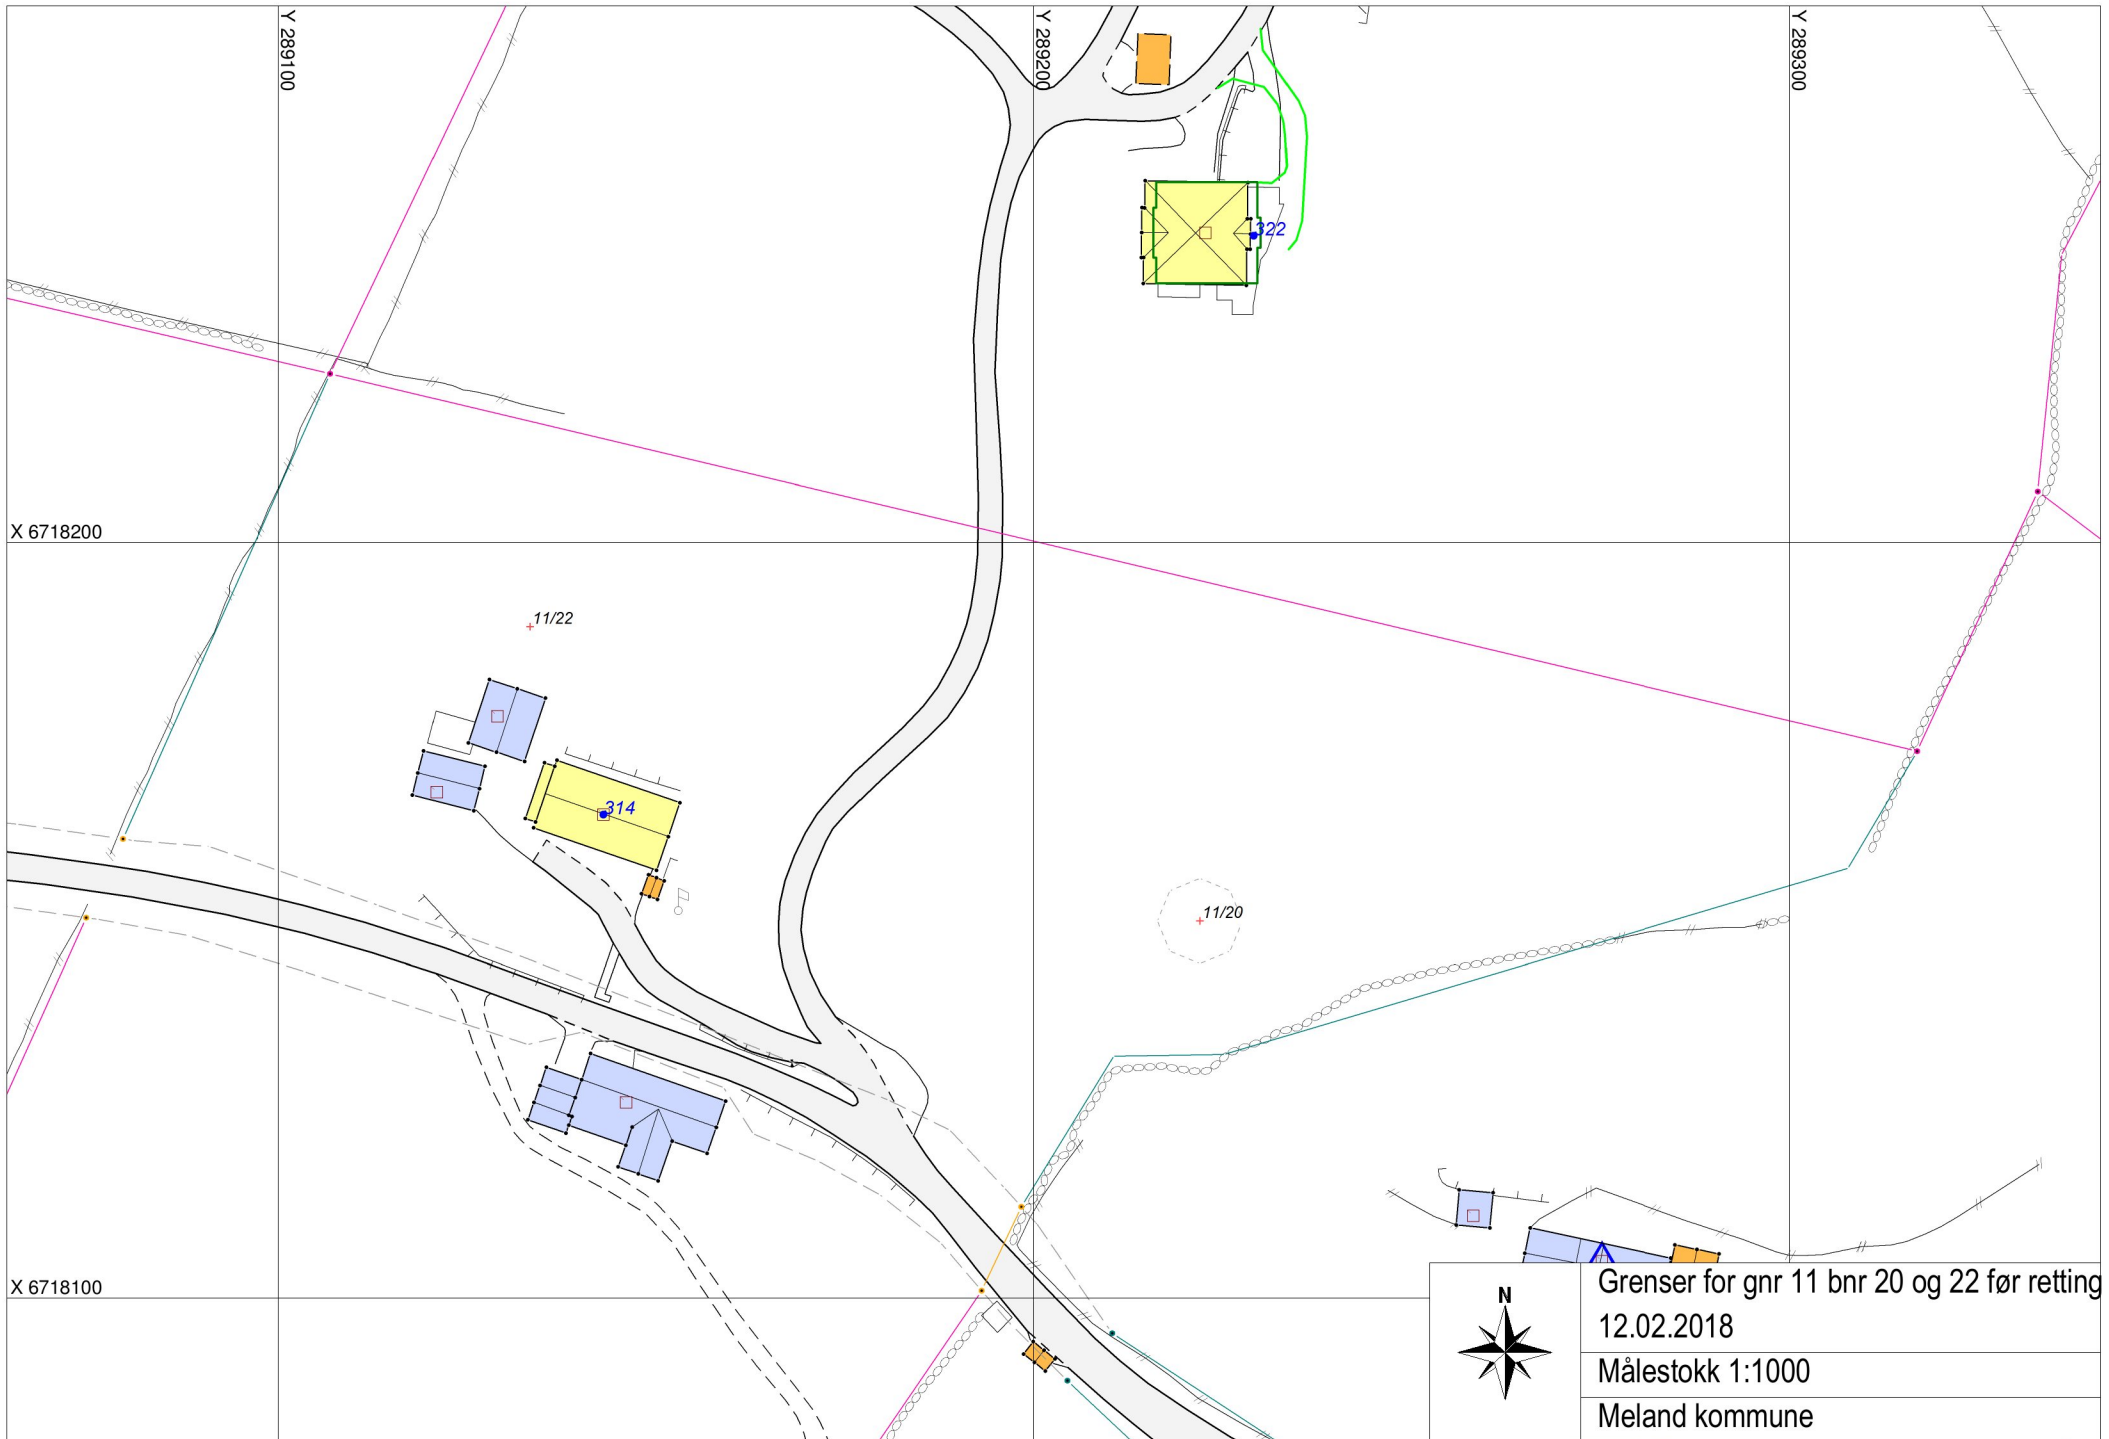 Y 289100
Y 289200
Y 289300
322
X 6718200
11/22
314
11/20
X 6718100
N
Grenser for gnr 11 bnr 20 og 22 før retting
12.02.2018
Målestokk 1:1000
Meland kommune